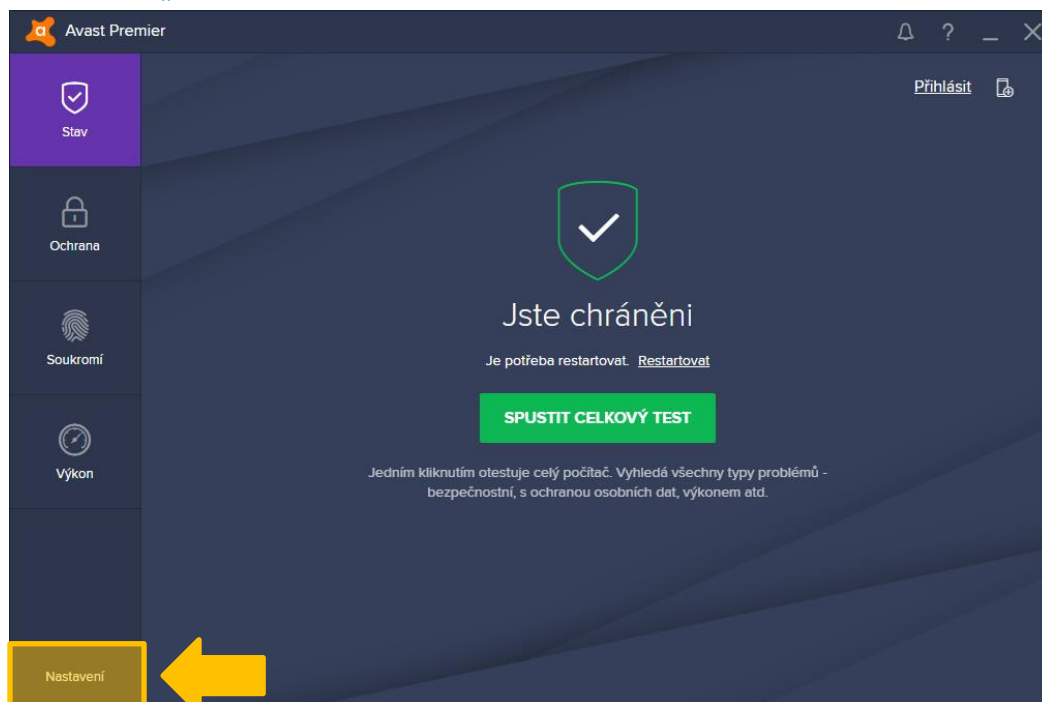 Avast Premier
?
Přihlásit
Stav
Ochrana
Soukromí
Výkon
Nastavení
Jste chráněni
Je potřeba restartovat. Restartovat
SPUSTIT CELKOVÝ TEST
Jedním kliknutím otestuje celý počítač. Vyhledá všechny typy problémů -
bezpečnostní, s ochranou osobních dat, výkonem atd.